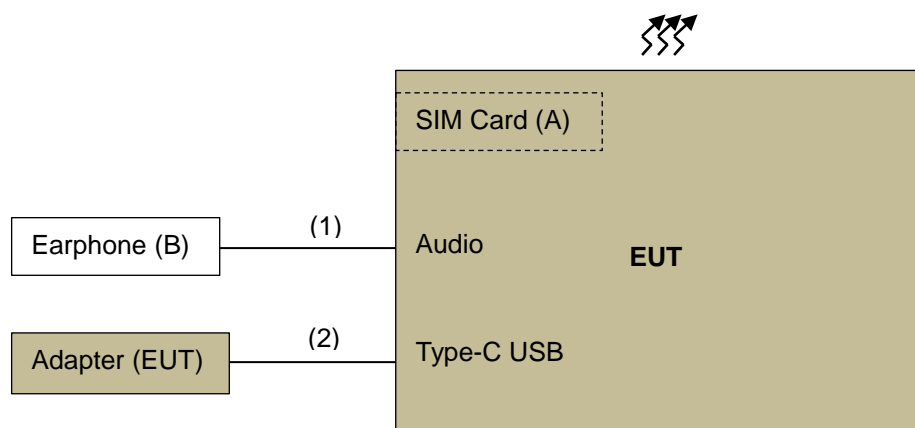 SIM Card (A)
(1)
Earphone (B)
Audio
EUT
(2)
Adapter (EUT)
Type-C USB